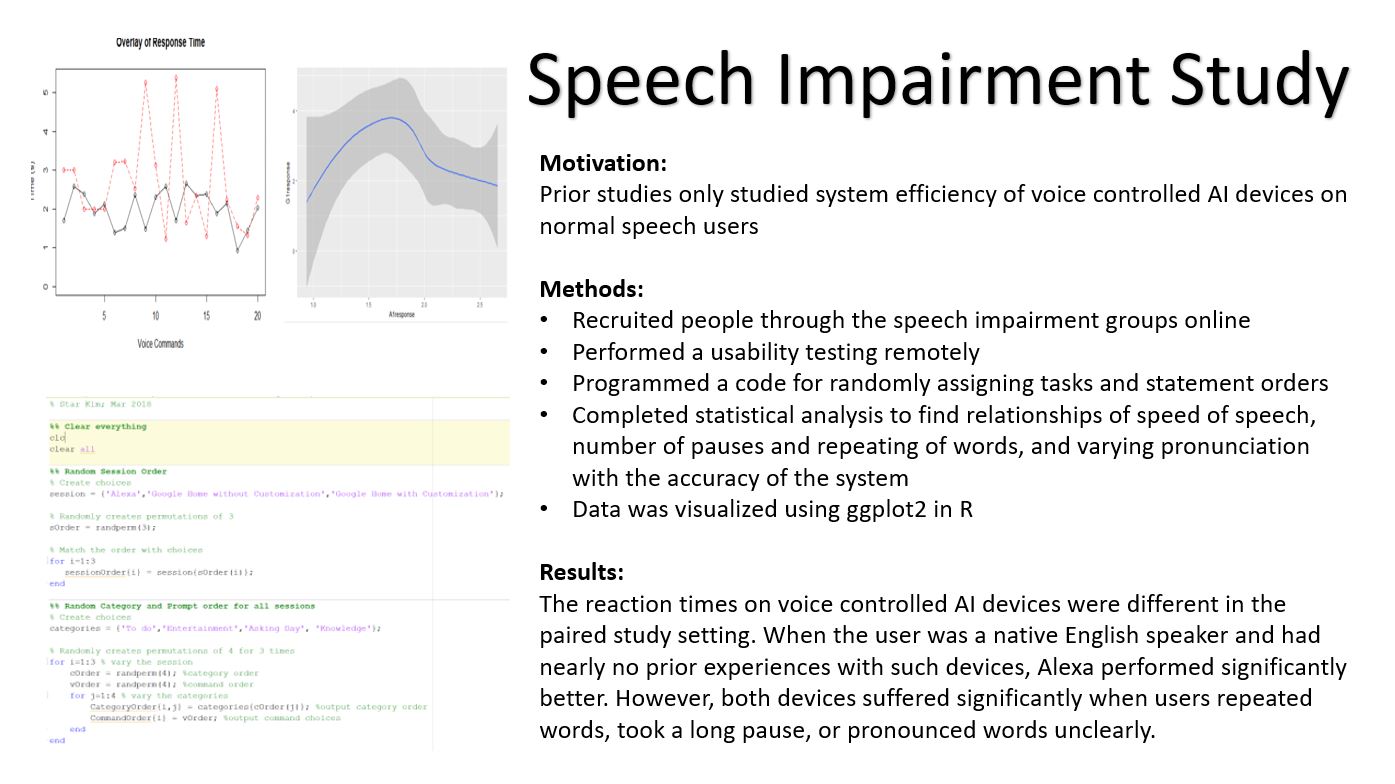 Overlay of Response Time
5
4
3
2
1
0
5
10
15
20
Voice Commands
4
2
0
10
15
20
25
Afresponse
Speech Impairment Study
Motivation:
Prior studies only studied system efficiency of voice controlled AI devices on
normal speech users
Methods:
• Recruited people through the speech impairment groups online
• Performed a usability testing remotely
• Programmed a code for randomly assigning tasks and statement orders
• Completed statistical analysis to find relationships of speed of speech,
number of pauses and repeating of words, and varying pronunciation
with the accuracy of the system
• Data was visualized using ggplot2 in R
Results:
The reaction times on voice controlled AI devices were different in the
paired study setting. When the user was a native English speaker and had
nearly no prior experiences with such devices, Alexa performed significantly
better. However, both devices suffered significantly when users repeated
words, took a long pause, or pronounced words unclearly.
% Star Kim; Mar 2018
%% Clear everything
clc
clear all
%% Random Session Order
% Create choices
session = {'Alexa','Google Home without Customization','Google Home with Customization'};
% Randomly creates permutations of 3
sOrder = randperm(3);
% Match the order with choices
for i=1:3
sessionOrder{i} = session{sOrder(i)};
end
%% Random Category and Prompt order for all sessions
% Create choices
categories = {'To do','Entertainment','Asking Day', 'Knowledge'};
% Randomly creates permutations of 4 for 3 times
for i=1:3 % vary the session
cOrder = randperm(4); %category order
vOrder = randperm(4); %command order
for j=1:4 % vary the categories
CategoryOrder{i,j} = categories{cOrder(j)}; %output category order
CommandOrder{i} = vOrder; %output command choices
end
end